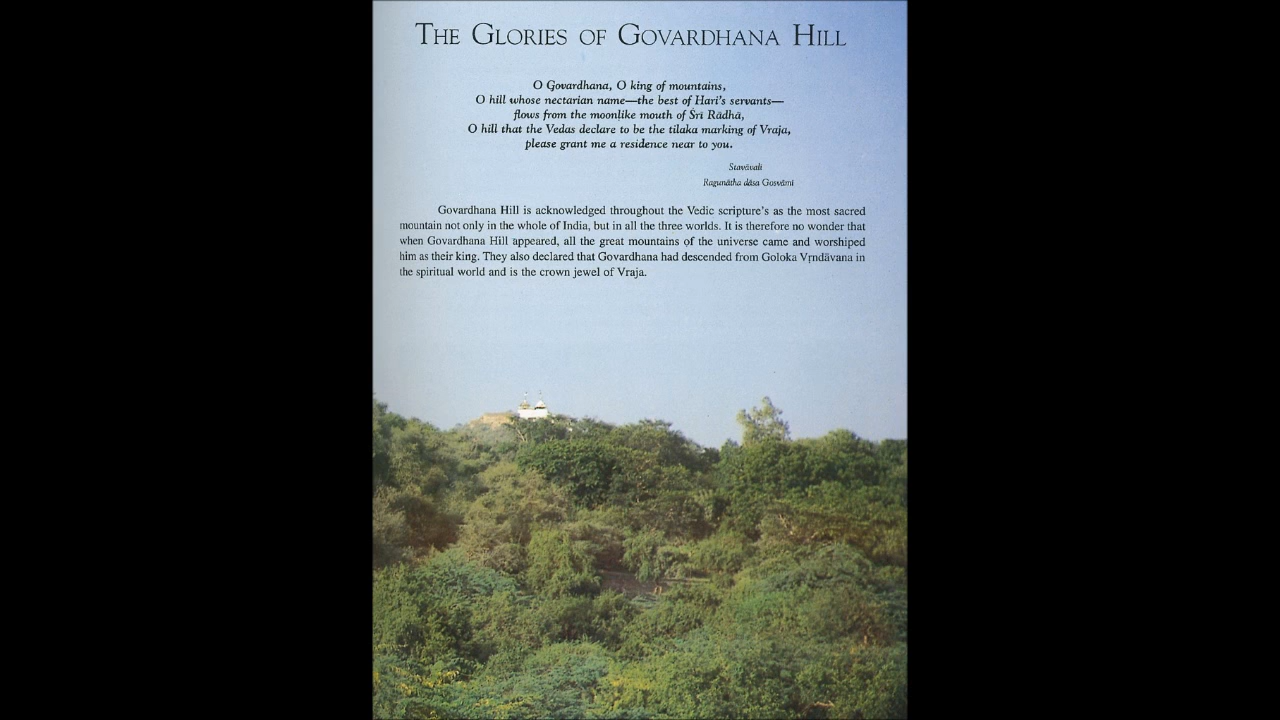 THE GLORIES OF GOVARDHANA HILL
O Govardhana, O king of mountains,
O hill whose nectarian name—the best of Hari's servants—
flows from the moonlike mouth of Śrī Rādhā,
O hill that the Vedas declare to be the tilaka marking of Vraja,
please grant me a residence near to you.
Stavāvali
Ragunātha dāsa Gosvāmī
Govardhana Hill is acknowledged throughout the Vedic scripture's as the most sacred
mountain not only in the whole of India, but in all the three worlds. It is therefore no wonder that
when Govardhana Hill appeared, all the great mountains of the universe came and worshiped
him as their king. They also declared that Govardhana had descended from Goloka Vṛndāvana in
the spiritual world and is the crown jewel of Vraja.